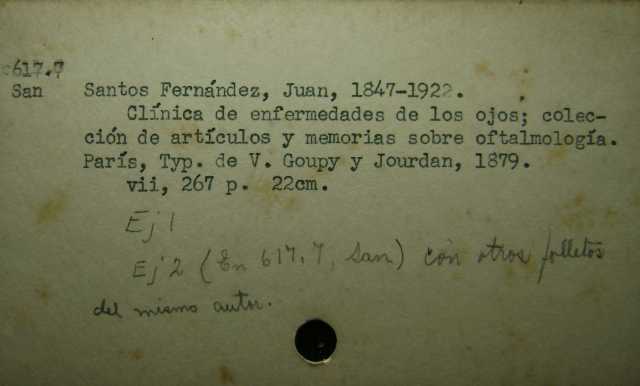 c617.7
San Santos Fernández, Juan, 1847-1922.
Clínica de enfermedades de los ojos; colec-
ción de artículos y memorias sobre oftalmología.
París, Typ. de V. Goupy y Jourdan, 1879.
vii, 267 p. 22cm.
Ej 1
Ej 2 (En 617.7, San) con otros folletos
del mismo autor.